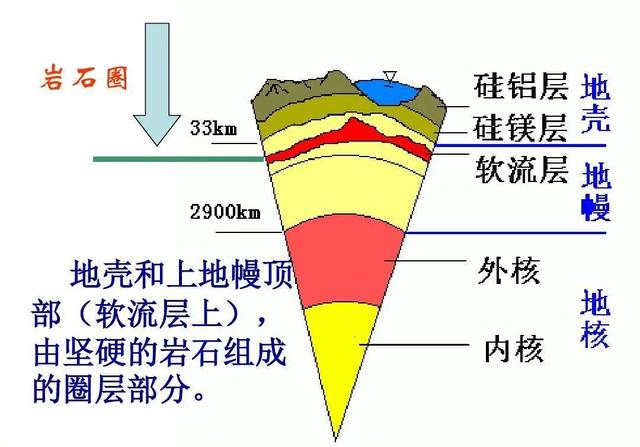 岩石圈
33km
2900km
硅铝层
硅镁层
软流层
外核
内核
地壳
地幔
地核
地壳和上地幔顶
部（软流层上），
由坚硬的岩石组成
的圈层部分。